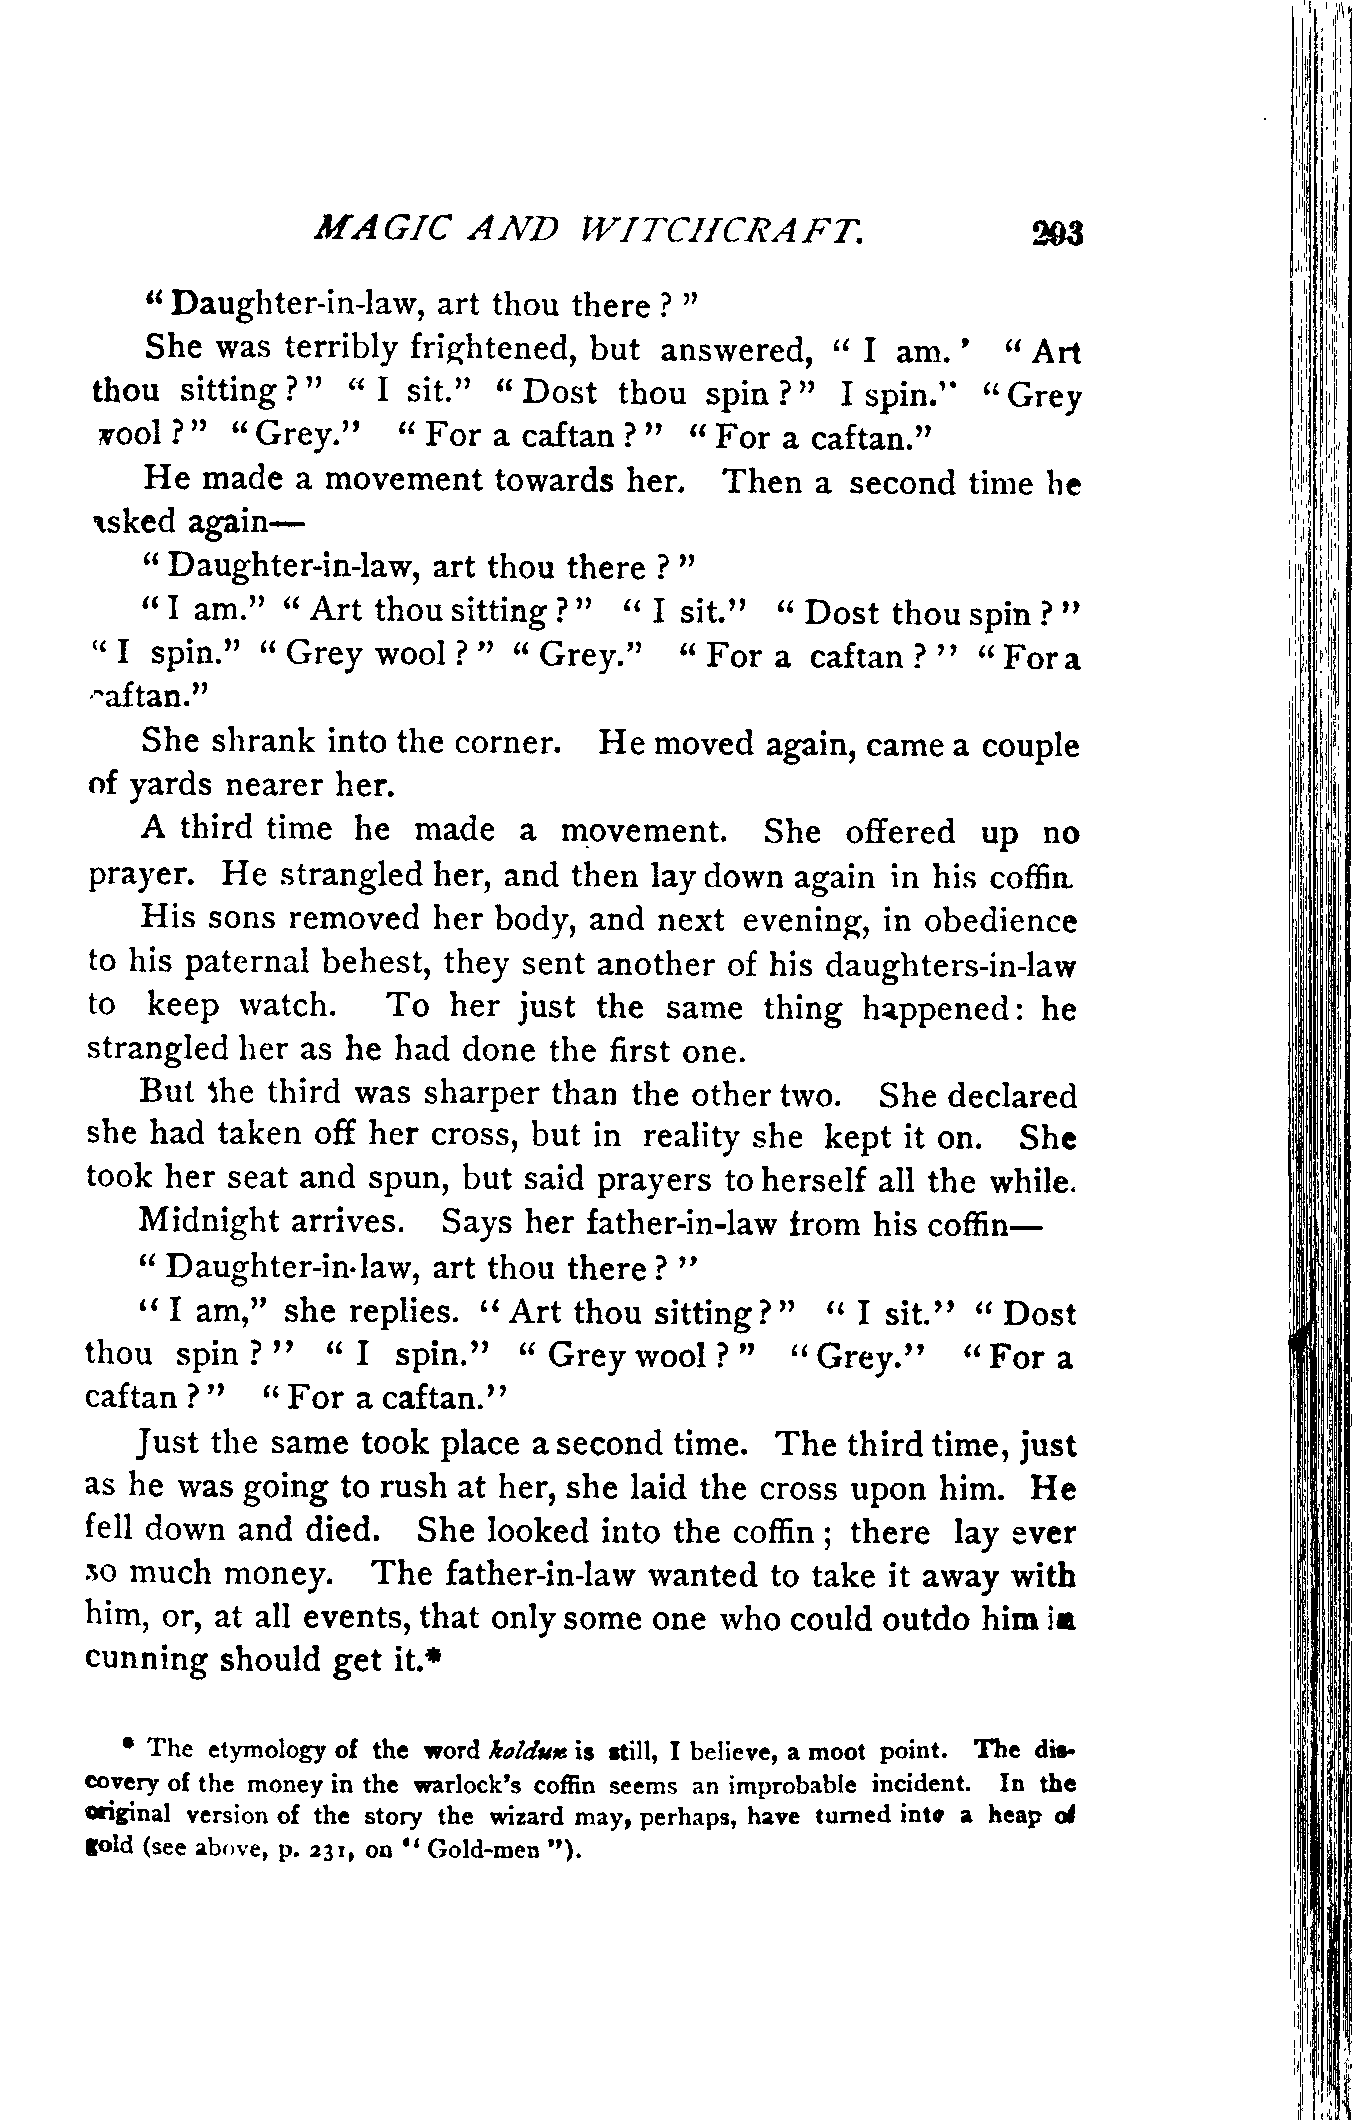 MAGIC AND WITCHCRAFT. 293
“Daughter-in-law, art thou there?”
She was terribly frightened, but answered, “I am.’ “Art
thou sitting?” “I sit.” “Dost thou spin?” I spin.” “Grey
wool?” “Grey.” “For a caftan?” “For a caftan.”
He made a movement towards her. Then a second time he
asked again—
“Daughter-in-law, art thou there?”
“I am.” “Art thou sitting?” “I sit.” “Dost thou spin?”
“I spin.” “Grey wool?” “Grey.” “For a caftan?” “For a
caftan.”
She shrank into the corner. He moved again, came a couple
of yards nearer her.
A third time he made a movement. She offered up no
prayer. He strangled her, and then lay down again in his coffin.
His sons removed her body, and next evening, in obedience
to his paternal behest, they sent another of his daughters-in-law
to keep watch. To her just the same thing happened: he
strangled her as he had done the first one.
But the third was sharper than the other two. She declared
she had taken off her cross, but in reality she kept it on. She
took her seat and spun, but said prayers to herself all the while.
Midnight arrives. Says her father-in-law from his coffin—
“Daughter-in-law, art thou there?”
“I am,” she replies. “Art thou sitting?” “I sit.” “Dost
thou spin?” “I spin.” “Grey wool?” “Grey.” “For a
caftan?” “For a caftan.”
Just the same took place a second time. The third time, just
as he was going to rush at her, she laid the cross upon him. He
fell down and died. She looked into the coffin; there lay ever
so much money. The father-in-law wanted to take it away with
him, or, at all events, that only some one who could outdo him in
cunning should get it.*
* The etymology of the word koldun is still, I believe, a moot point. The dis-
covery of the money in the warlock’s coffin seems an improbable incident. In the
original version of the story the wizard may, perhaps, have turned into a heap of
gold (see above, p. 231, on “Gold-men”).